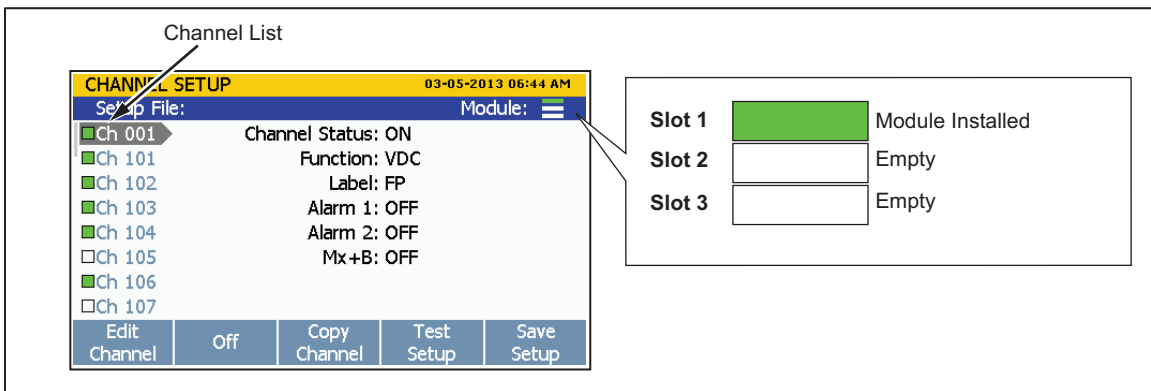 Channel List
CHANNEL SETUP 03-05-2013 06:44 AM
Setup File: Module:
Ch 001 Channel Status: ON
Ch 101 Function: VDC
Ch 102 Label: FP
Ch 103 Alarm 1: OFF
Ch 104 Alarm 2: OFF
Ch 105 Mx+B: OFF
Ch 106
Ch 107
Edit Channel Off Copy Channel Test Setup Save Setup
Slot 1 Module Installed
Slot 2 Empty
Slot 3 Empty